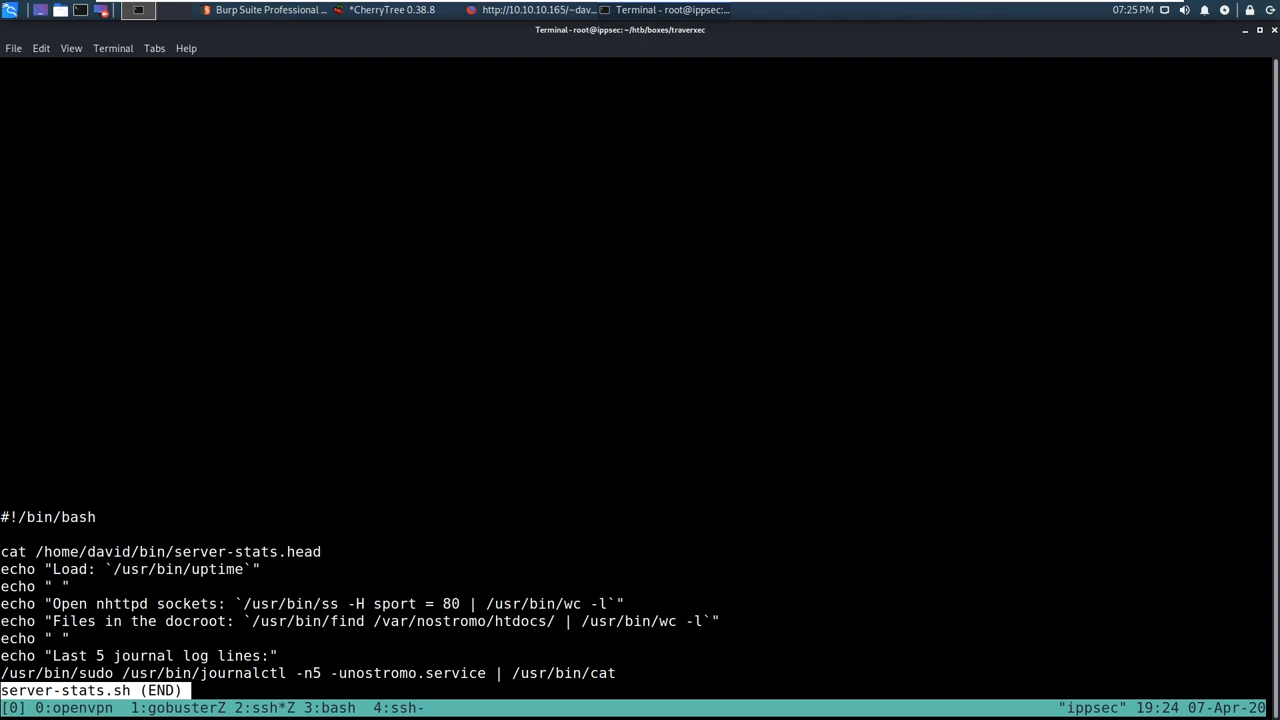 Burp Suite Professional ...
*CherryTree 0.38.8
http://10.10.10.165/~dav...
Terminal - root@ippsec:...
07:25 PM
Terminal - root@ippsec: ~/htb/boxes/traverxec
File Edit View Terminal Tabs Help
#!/bin/bash
cat /home/david/bin/server-stats.head
echo "Load: `/usr/bin/uptime`"
echo " "
echo "Open nhttpd sockets: `/usr/bin/ss -H sport = 80 | /usr/bin/wc -l`"
echo "Files in the docroot: `/usr/bin/find /var/nostromo/htdocs/ | /usr/bin/wc -l`"
echo " "
echo "Last 5 journal log lines:"
/usr/bin/sudo /usr/bin/journalctl -n5 -unostromo.service | /usr/bin/cat
server-stats.sh (END)
[0] 0:openvpn  1:gobusterZ 2:ssh*Z 3:bash  4:ssh- "ippsec" 19:24 07-Apr-20